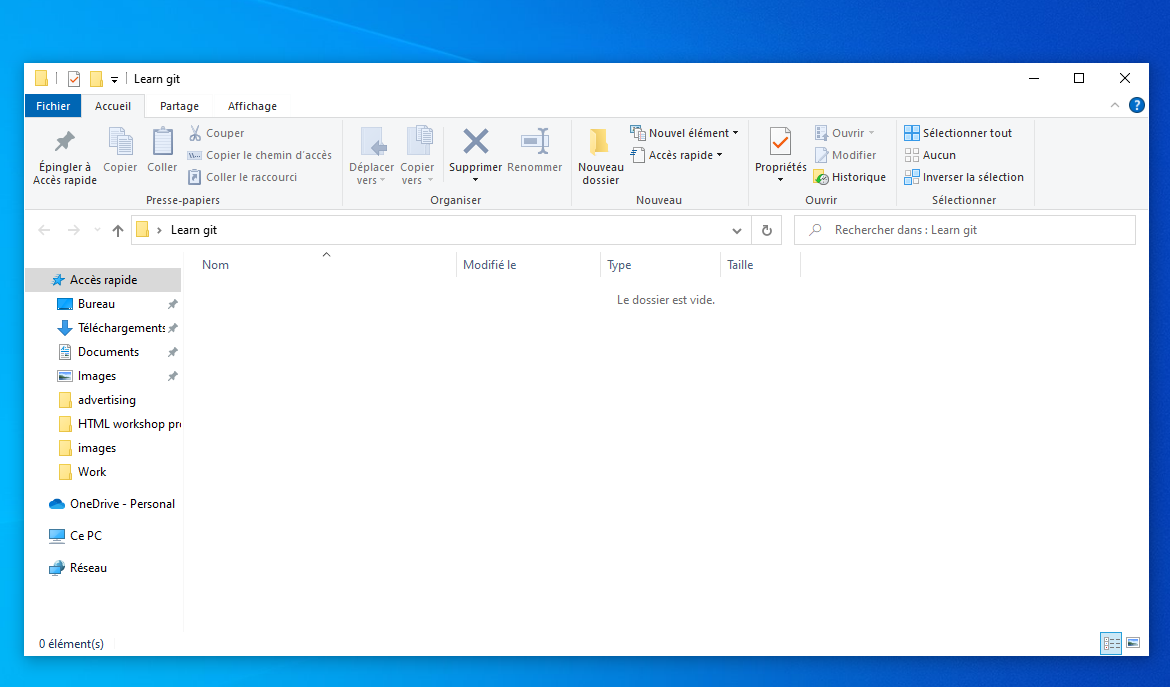 Learn git
Fichier Accueil Partage Affichage
Épingler à Accès rapide
Copier
Coller
Couper
Copier le chemin d'accès
Coller le raccourci
Presse-papiers
Déplacer vers
Copier vers
Supprimer
Renommer
Organiser
Nouveau dossier
Nouvel élément
Accès rapide
Nouveau
Propriétés
Ouvrir
Modifier
Historique
Ouvrir
Sélectionner tout
Aucun
Inverser la sélection
Sélectionner
Learn git
Rechercher dans : Learn git
Nom Modifié le Type Taille
Le dossier est vide.
Accès rapide
Bureau
Téléchargements
Documents
Images
advertising
HTML workshop pr
images
Work
OneDrive - Personal
Ce PC
Réseau
0 élément(s)